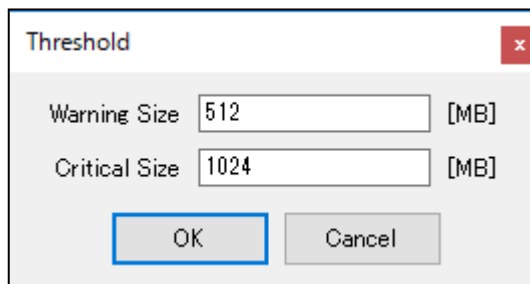 Threshold
x
Warning Size 512 [MB]
Critical Size 1024 [MB]
OK Cancel